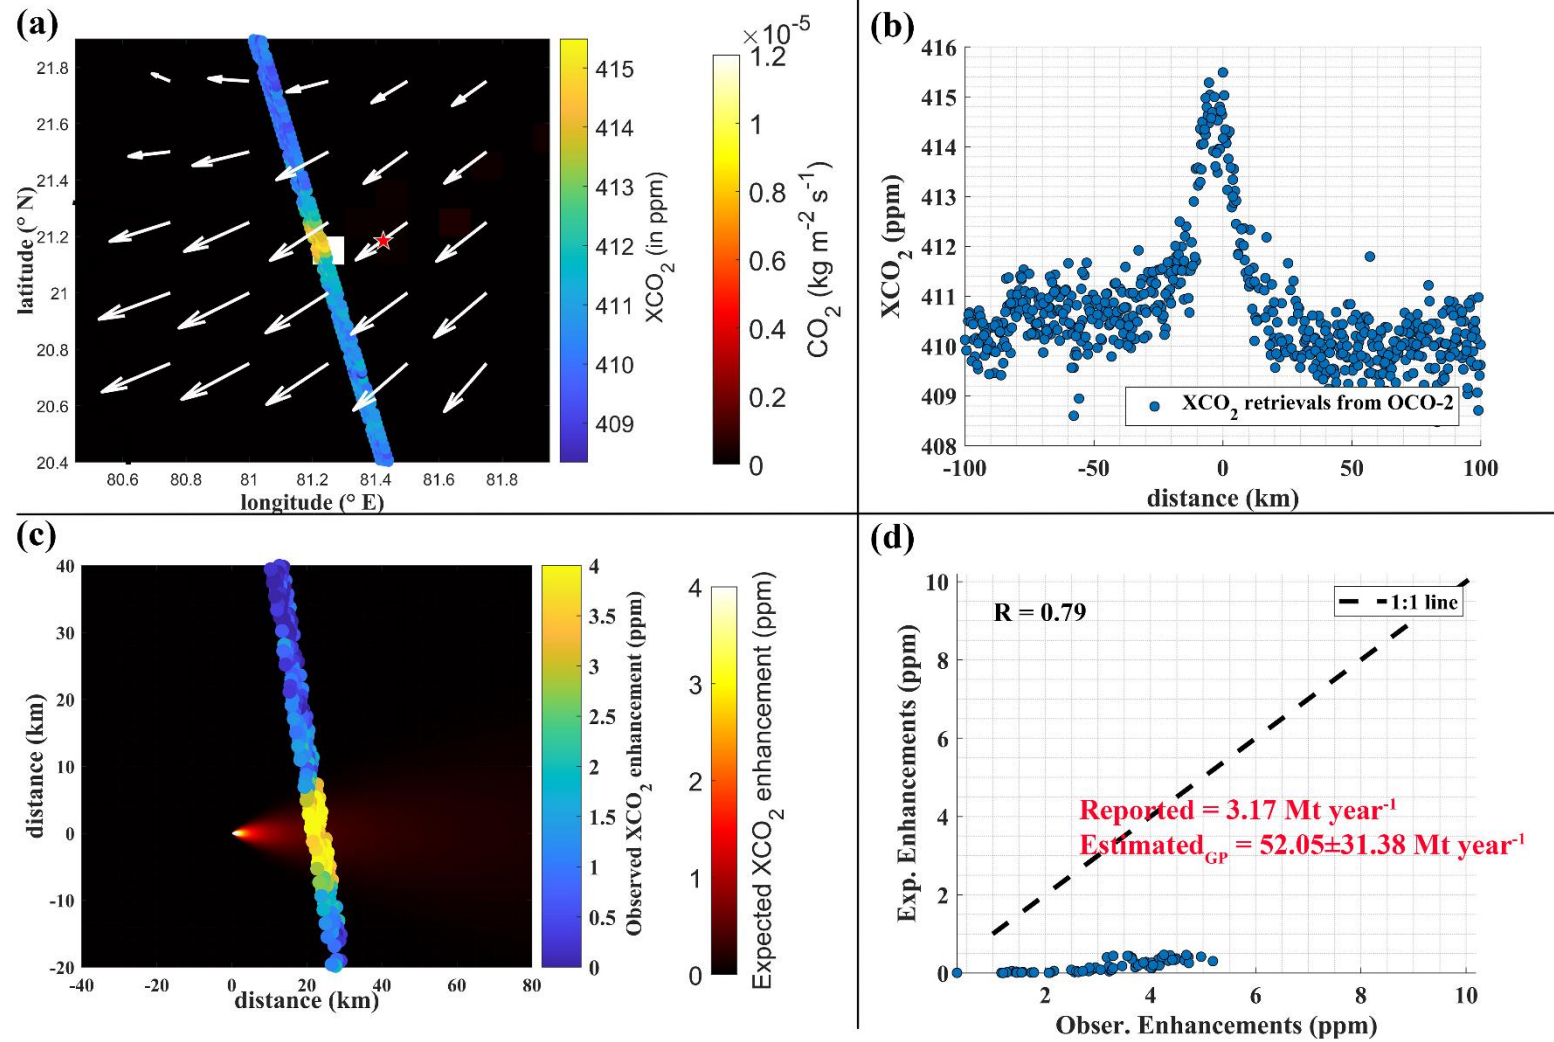 (a)
21.8
21.6
21.4
21.2
21
20.8
20.6
20.4
latitude (° N)
80.6 80.8 81 81.2 81.4 81.6 81.8
longitude (° E)
415
414
413
412
411
410
409
XCO2 (in ppm)
×10-5
1.2
1
0.8
0.6
0.4
0.2
0
CO2 (kg m-2 s-1)
(b)
416
415
414
413
412
411
410
409
408
XCO2 (ppm)
XCO2 retrievals from OCO-2
-100 -50 0 50 100
distance (km)
(c)
40
30
20
10
0
-10
-20
distance (km)
-40 -20 0 20 40 60 80
distance (km)
4
3.5
3
2.5
2
1.5
1
0.5
0
Observed XCO2 enhancement (ppm)
4
3
2
1
0
Expected XCO2 enhancement (ppm)
(d)
10
8
6
4
2
0
Exp. Enhancements (ppm)
R = 0.79
1:1 line
Reported = 3.17 Mt year-1
EstimatedGP = 52.05±31.38 Mt year-1
2 4 6 8 10
Obser. Enhancements (ppm)